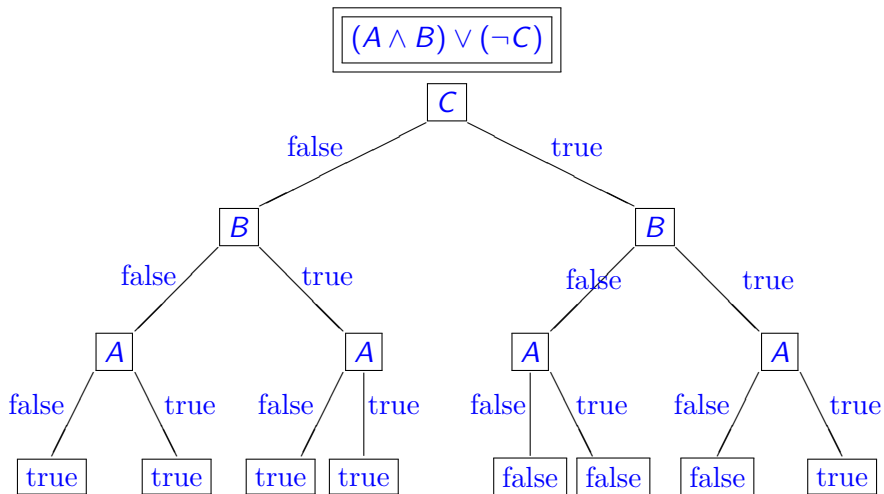 (A ∧ B) ∨ (¬C)
C
false true
B B
false true false true
A A A A
false true false true false true false true
true true true true false false false true